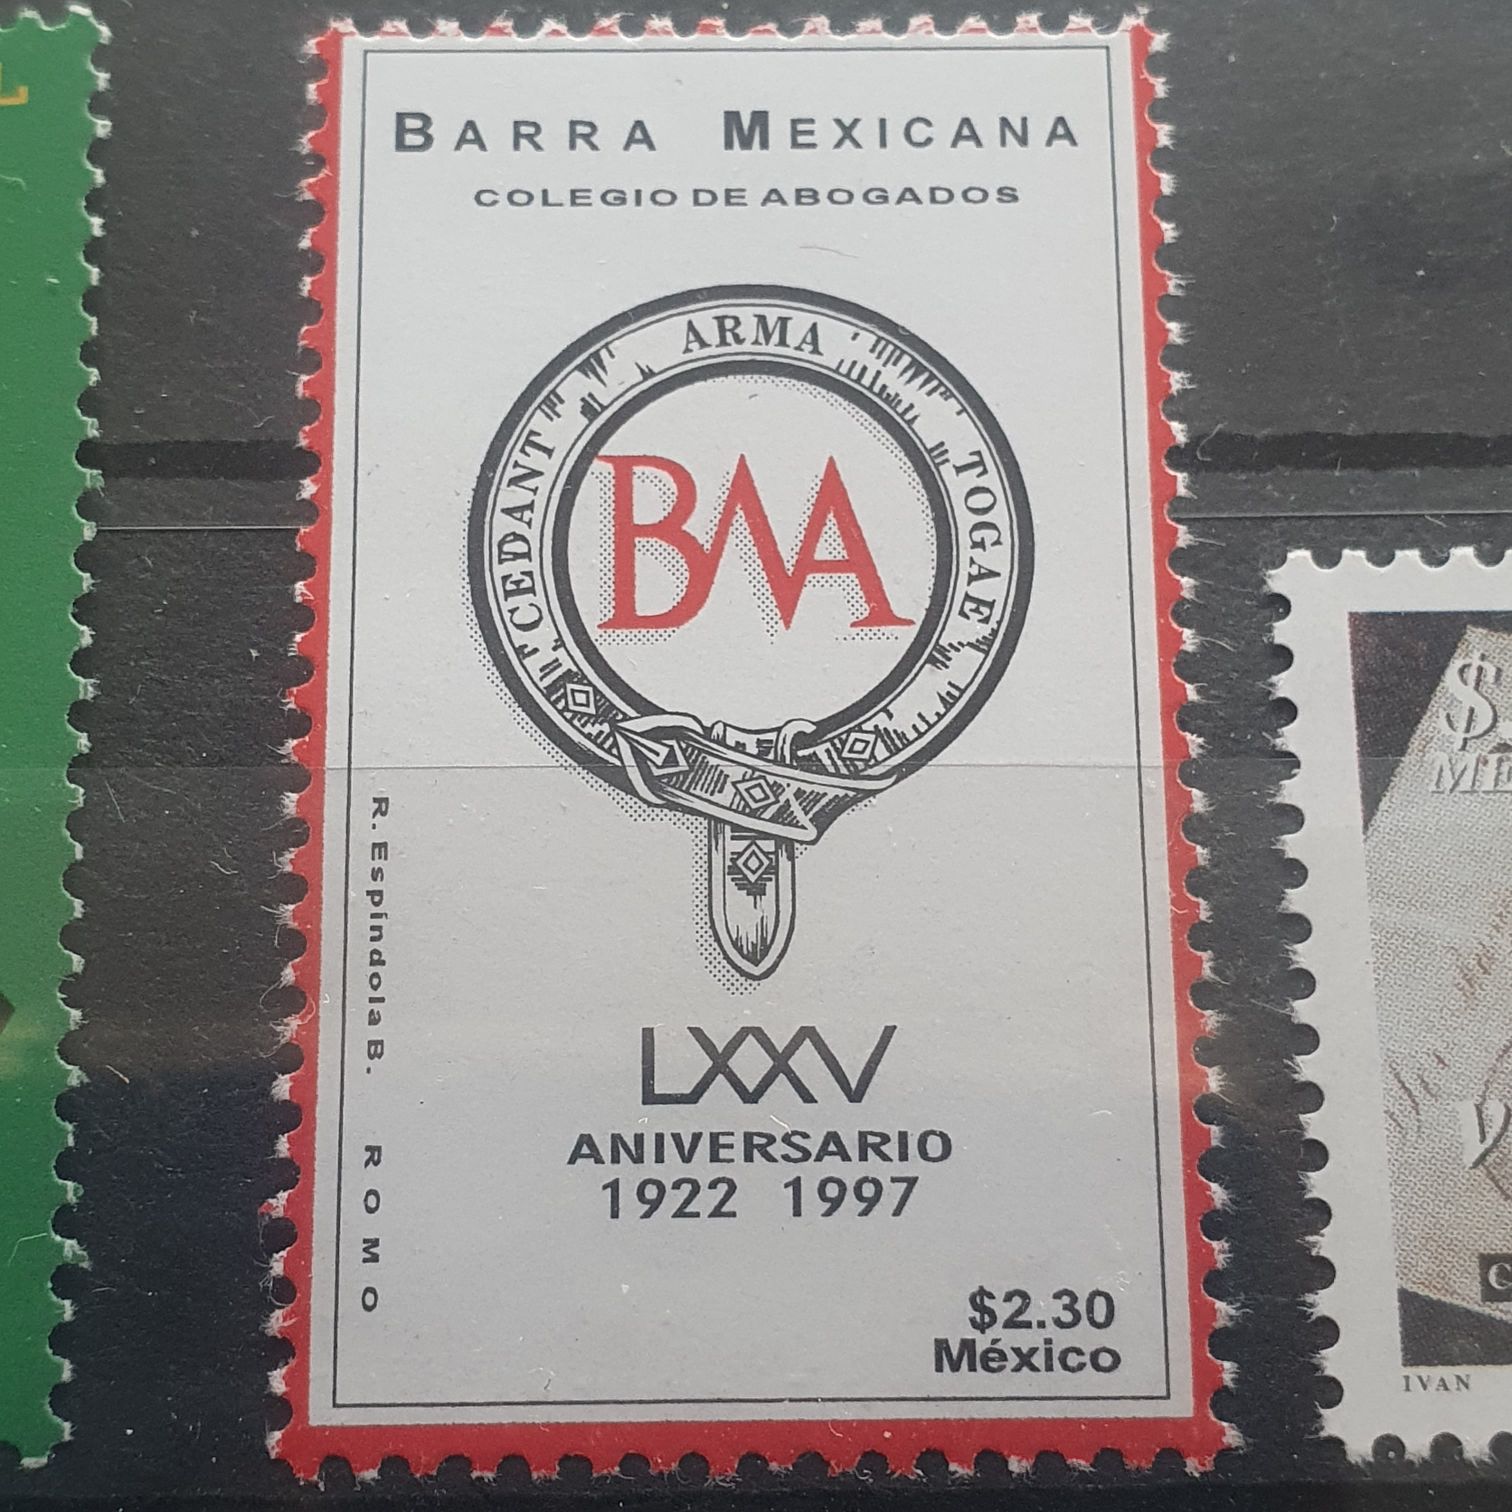 BARRA MEXICANA
COLEGIO DE ABOGADOS
CEDANT ARMA TOGAE
BMA
LXXV
ANIVERSARIO
1922 1997
$2.30
México
R. Espíndola B. ROMO
IVAN